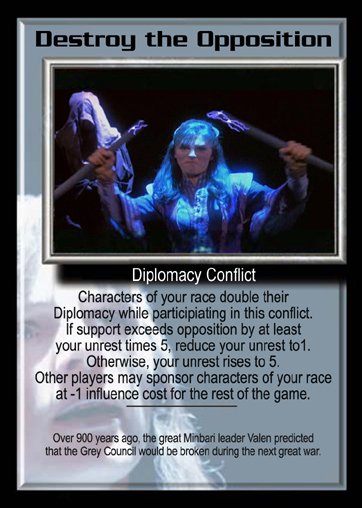 Destroy the Opposition
Diplomacy Conflict
Characters of your race double their
Diplomacy while participiating in this conflict.
If support exceeds opposition by at least
your unrest times 5, reduce your unrest to1.
Otherwise, your unrest rises to 5.
Other players may sponsor characters of your race
at -1 influence cost for the rest of the game.
Over 900 years ago, the great Minbari leader Valen predicted
that the Grey Council would be broken during the next great war.